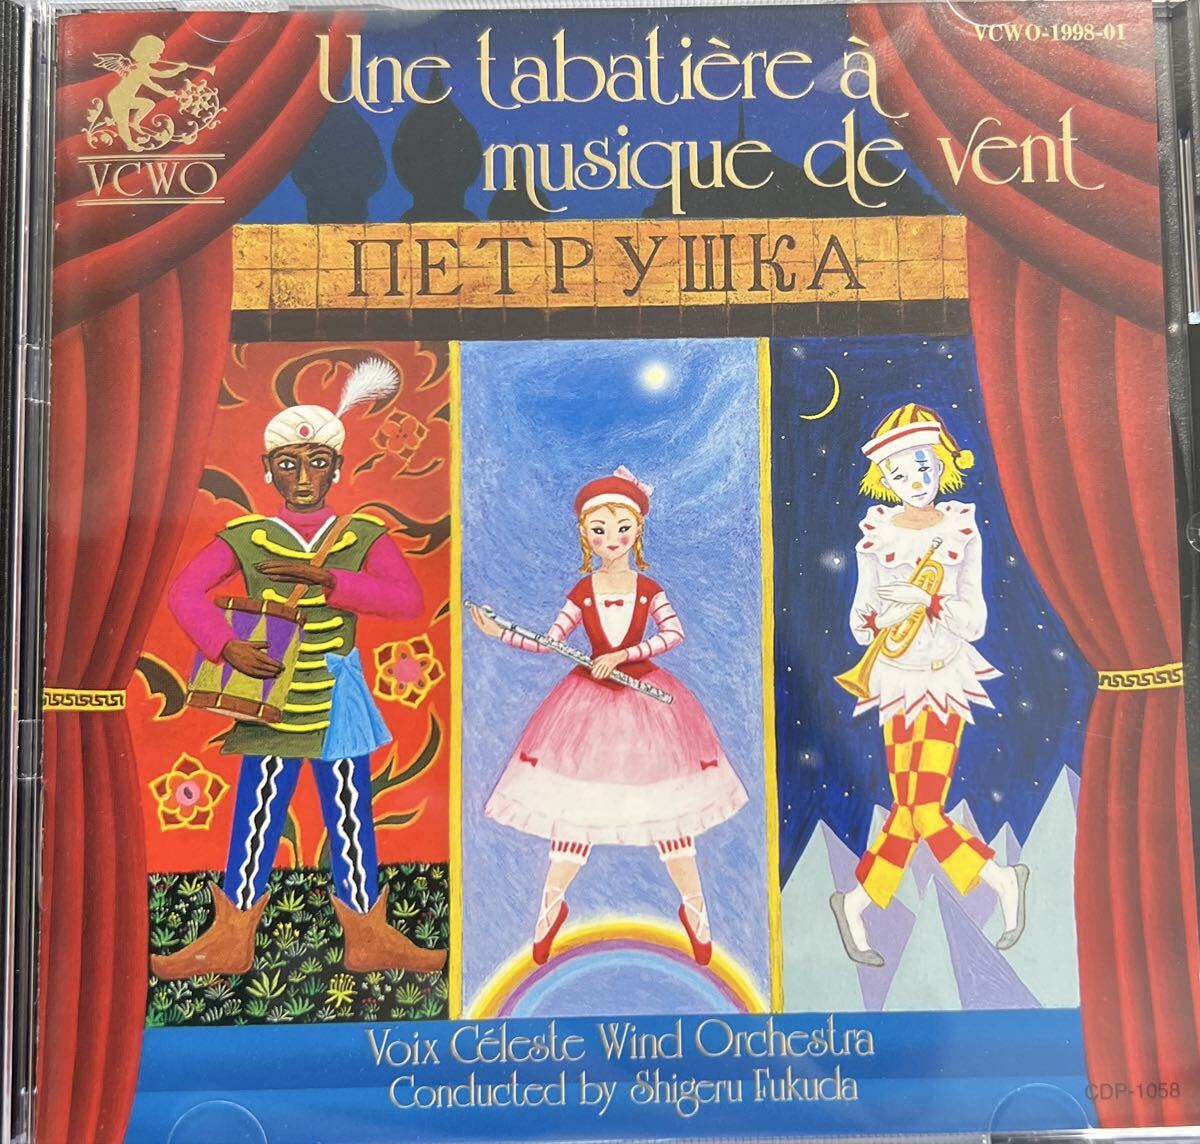 VCWO-1998-01
Une tabatière à
musique de vent
VCWO
ПЕТРУШКА
Voix Céleste Wind Orchestra
Conducted by Shigeru Fukuda
CDP-1058